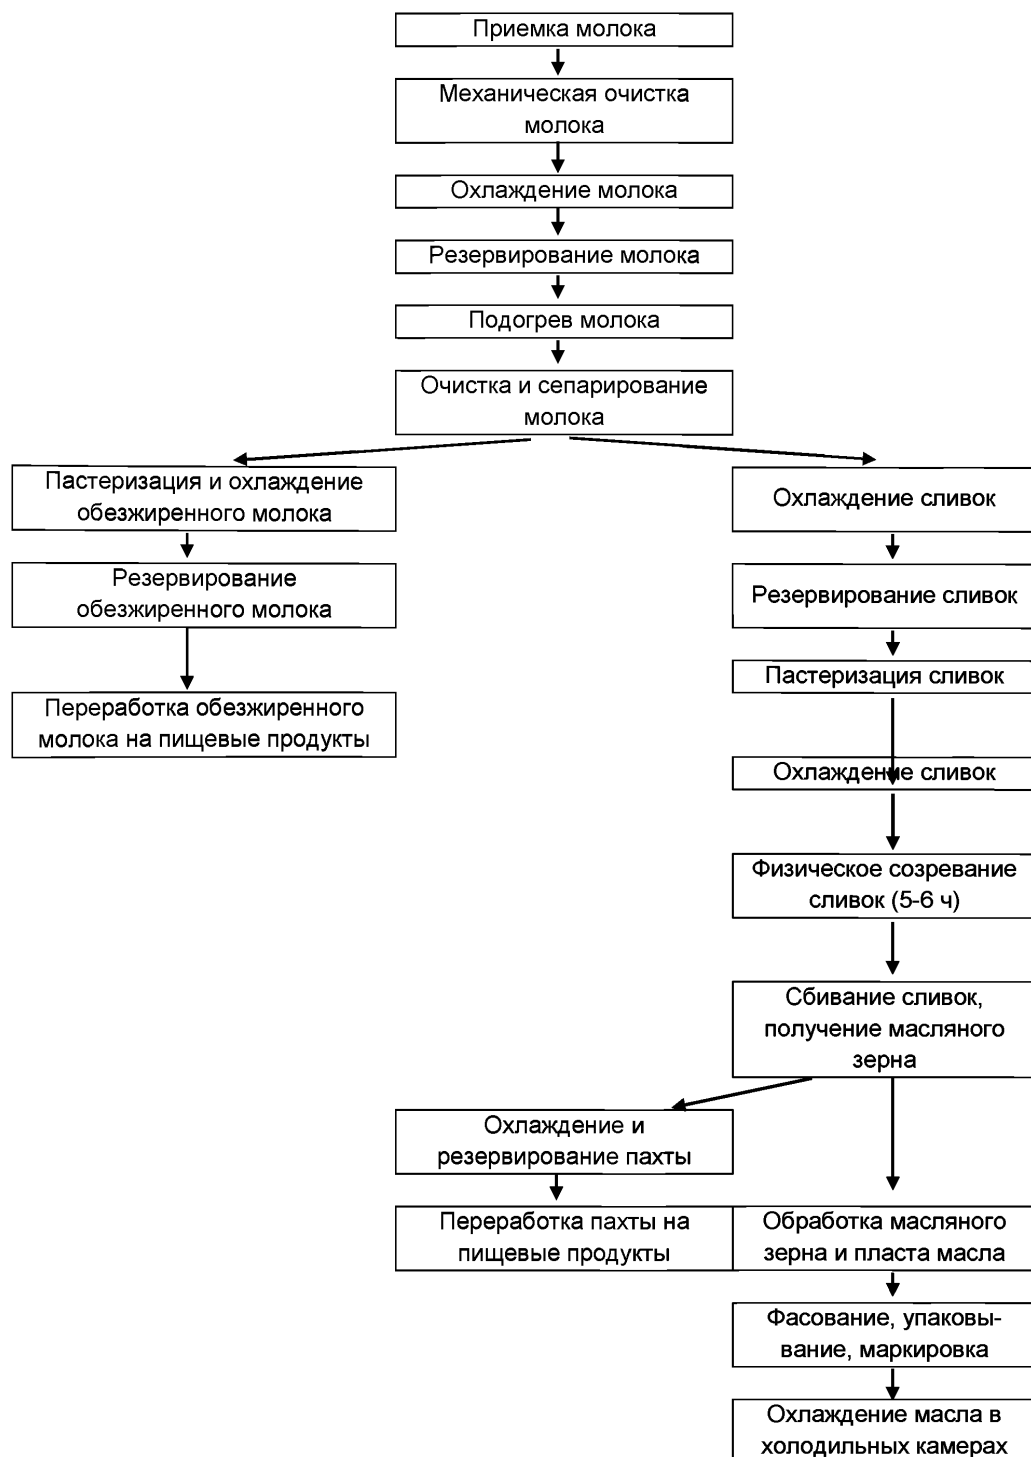 Приемка молока
Механическая очистка
молока
Охлаждение молока
Резервирование молока
Подогрев молока
Очистка и сепарирование
молока
Пастеризация и охлаждение
обезжиренного молока
Охлаждение сливок
Резервирование
обезжиренного молока
Резервирование сливок
Пастеризация сливок
Переработка обезжиренного
молока на пищевые продукты
Охлаждение сливок
Физическое созревание
сливок (5-6 ч)
Сбивание сливок,
получение масляного
зерна
Охлаждение и
резервирование пахты
Переработка пахты на
пищевые продукты
Обработка масляного
зерна и пласта масла
Фасование, упаковы-
вание, маркировка
Охлаждение масла в
холодильных камерах